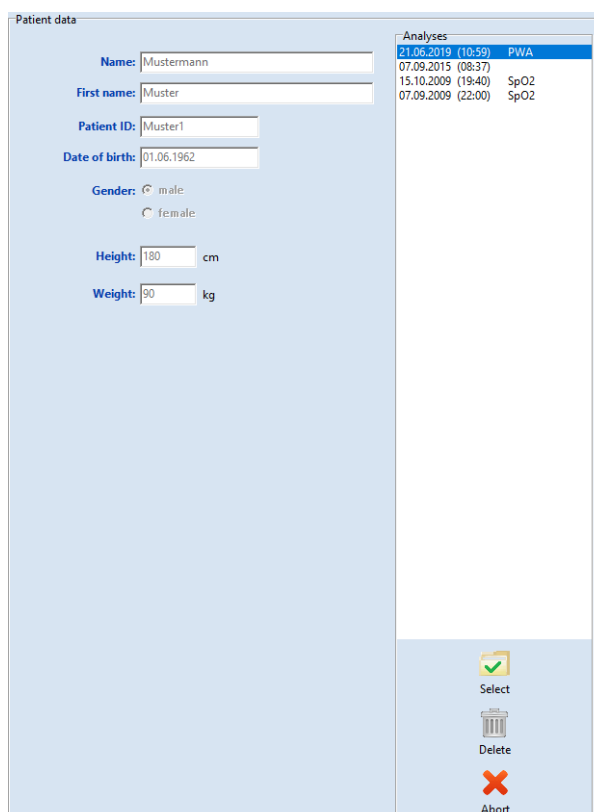 Patient data
Name: Mustermann
First name: Muster
Patient ID: Muster1
Date of birth: 01.06.1962
Gender: male
female
Height: 180 cm
Weight: 90 kg
Analyses
21.06.2019 (10:59) PWA
07.09.2015 (08:37)
15.10.2009 (19:40) SpO2
07.09.2009 (22:00) SpO2
Select
Delete
Abort